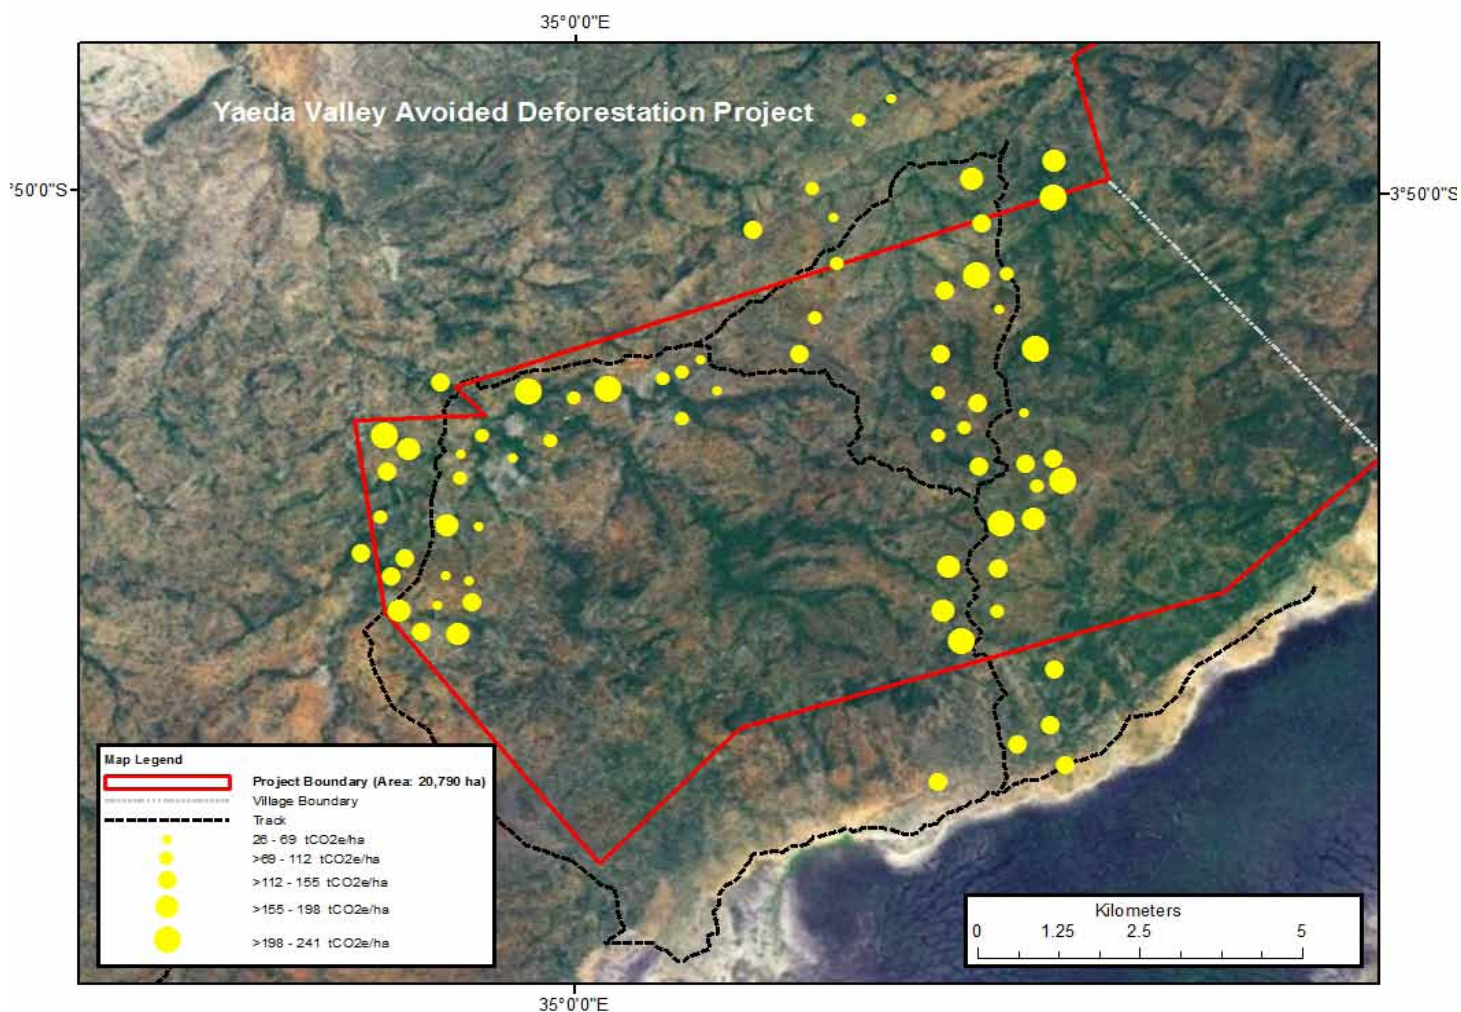 35°0'0"E
Yaeda Valley Avoided Deforestation Project
°50'0"S
3°50'0"S
Map Legend
Project Boundary (Area: 20,790 ha)
Village Boundary
Track
26 - 69 tCO2e/ha
>69 - 112 tCO2e/ha
>112 - 155 tCO2e/ha
>155 - 198 tCO2e/ha
>198 - 241 tCO2e/ha
Kilometers
0 1.25 2.5 5
35°0'0"E